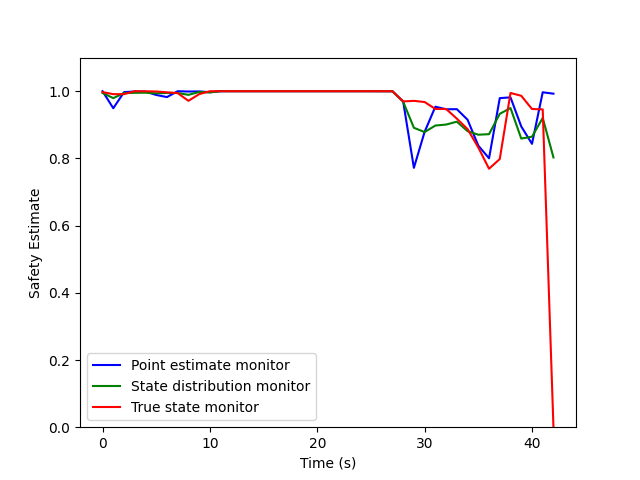 1.0
0.8
0.6
0.4
0.2
0.0
Safety Estimate
Point estimate monitor
State distribution monitor
True state monitor
0 10 20 30 40
Time (s)